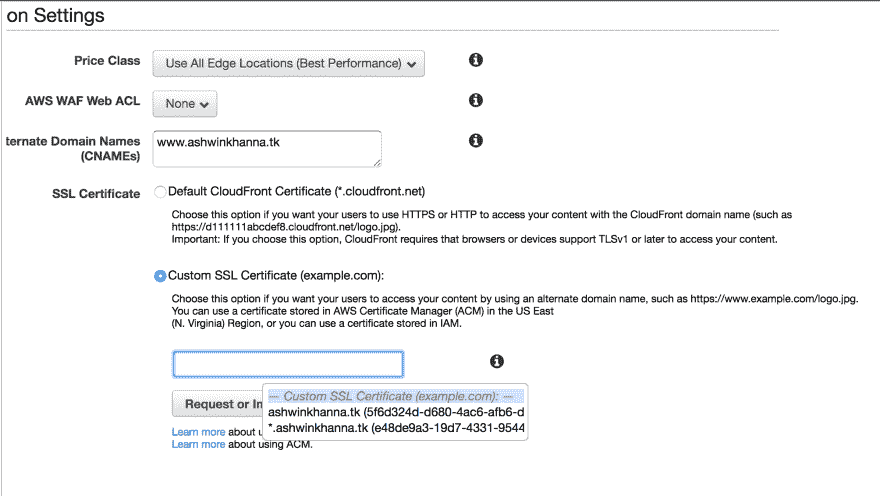 on Settings
Price Class
Use All Edge Locations (Best Performance)
AWS WAF Web ACL
None
ternate Domain Names
(CNAMEs)
www.ashwinkhanna.tk
SSL Certificate
Default CloudFront Certificate (*.cloudfront.net)
Choose this option if you want your users to use HTTPS or HTTP to access your content with the CloudFront domain name (such as
https://d111111abcdef8.cloudfront.net/logo.jpg).
Important: If you choose this option, CloudFront requires that browsers or devices support TLSv1 or later to access your content.
Custom SSL Certificate (example.com):
Choose this option if you want your users to access your content by using an alternate domain name, such as https://www.example.com/logo.jpg.
You can use a certificate stored in AWS Certificate Manager (ACM) in the US East
(N. Virginia) Region, or you can use a certificate stored in IAM.
— Custom SSL Certificate (example.com): —
Request or Im
ashwinkhanna.tk (5f6d324d-d680-4ac6-afb6-d
*.ashwinkhanna.tk (e48de9a3-19d7-4331-9544
Learn more about u
Learn more about using ACM.